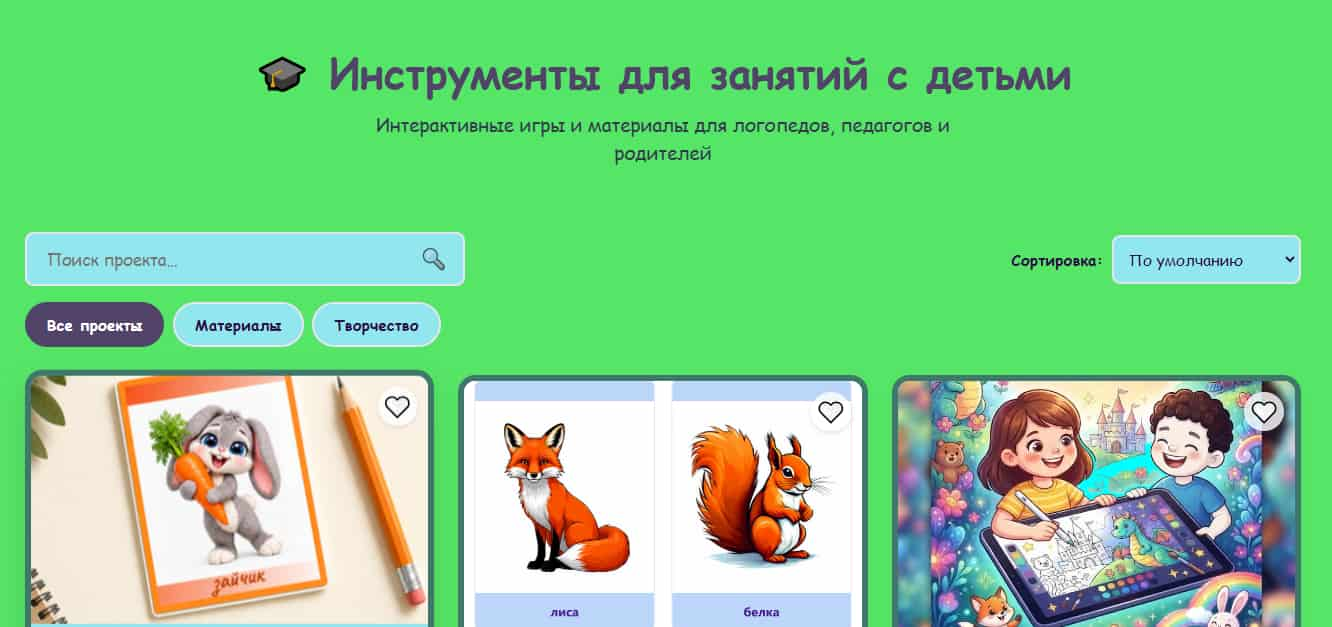 Инструменты для занятий с детьми
Интерактивные игры и материалы для логопедов, педагогов и
родителей
Поиск проекта...
Сортировка:
По умолчанию
Все проекты
Материалы
Творчество
зайчик
лиса
белка